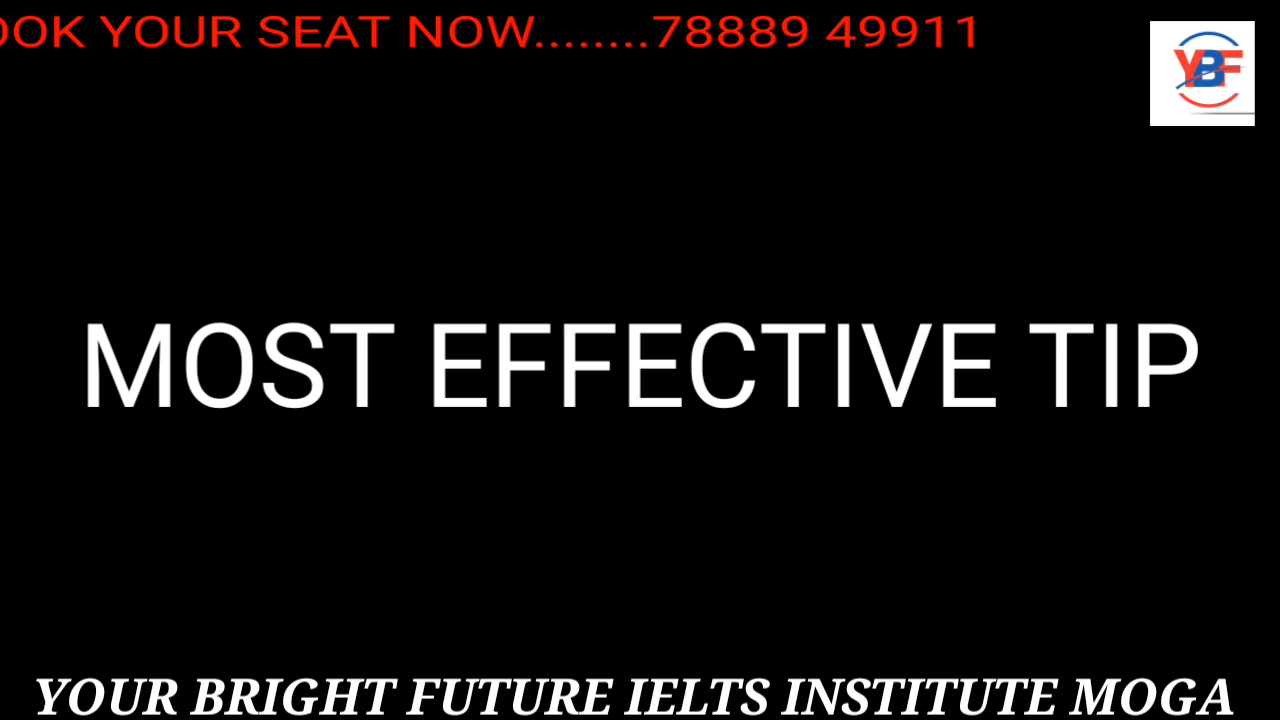 OOK YOUR SEAT NOW........78889 49911
YBF
MOST EFFECTIVE TIP
YOUR BRIGHT FUTURE IELTS INSTITUTE MOGA